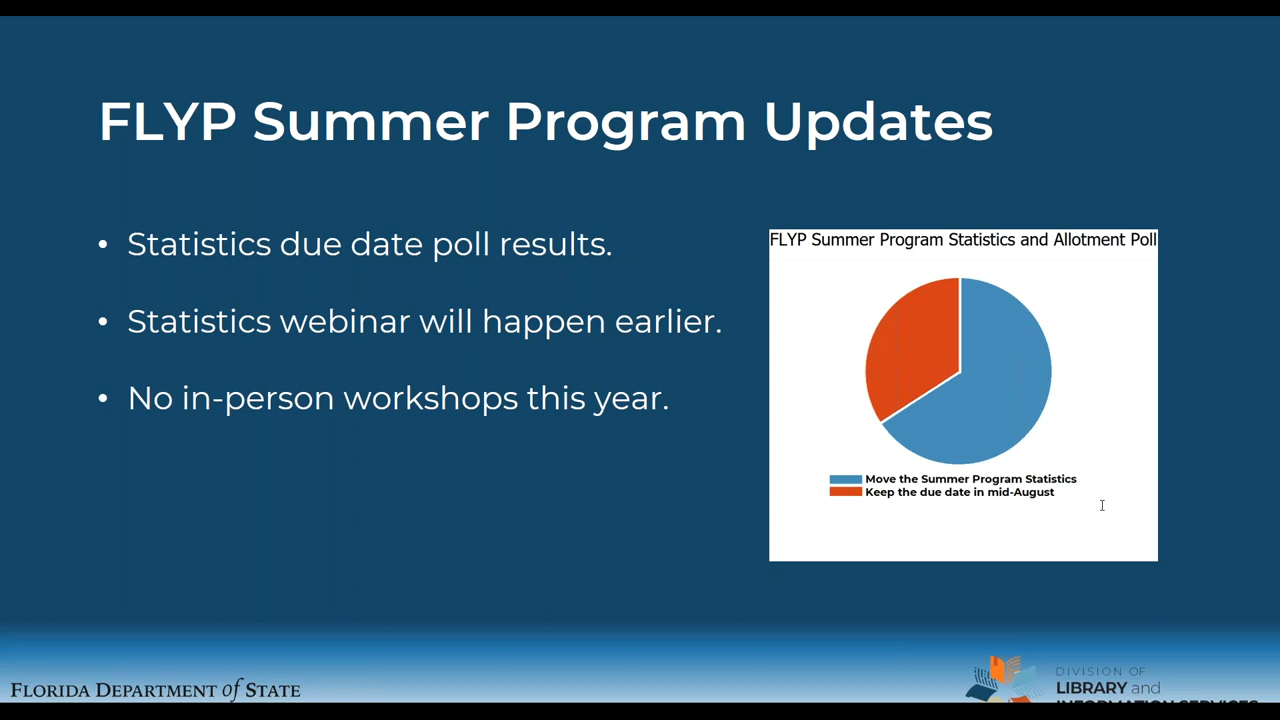 FLYP Summer Program Updates
• Statistics due date poll results.
• Statistics webinar will happen earlier.
• No in-person workshops this year.
FLYP Summer Program Statistics and Allotment Poll
Move the Summer Program Statistics
Keep the due date in mid-August
FLORIDA DEPARTMENT of STATE
DIVISION OF
LIBRARY and
INFORMATION SERVICES